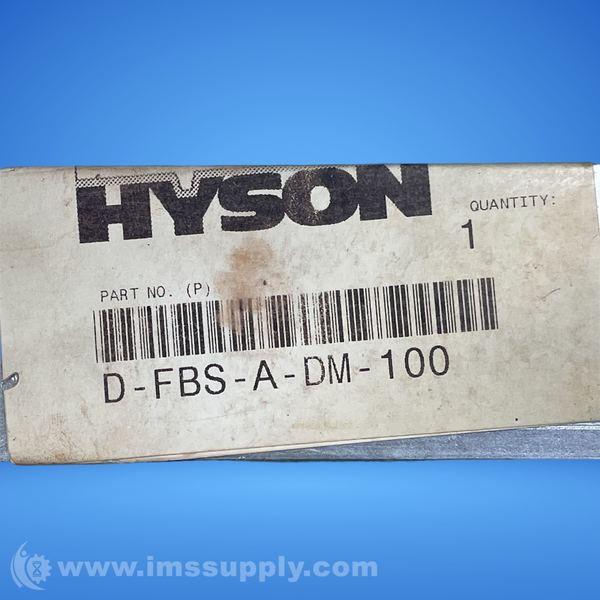 HYSON
QUANTITY:
1
PART NO. (P)
D-FBS-A-DM-100
www.imssupply.com